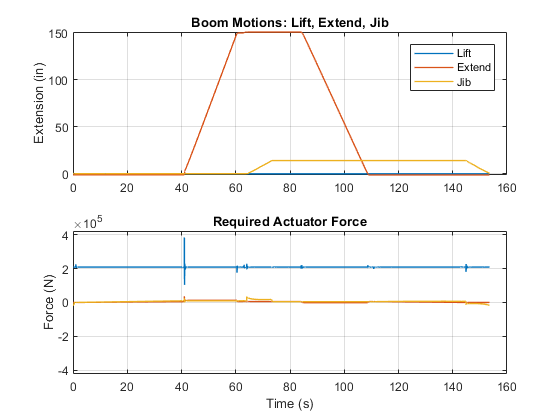 Boom Motions: Lift, Extend, Jib
Extension (in)
150
100
50
0
Lift
Extend
Jib
0 20 40 60 80 100 120 140 160
Required Actuator Force
×10^5
Force (N)
4
2
0
-2
-4
0 20 40 60 80 100 120 140 160
Time (s)